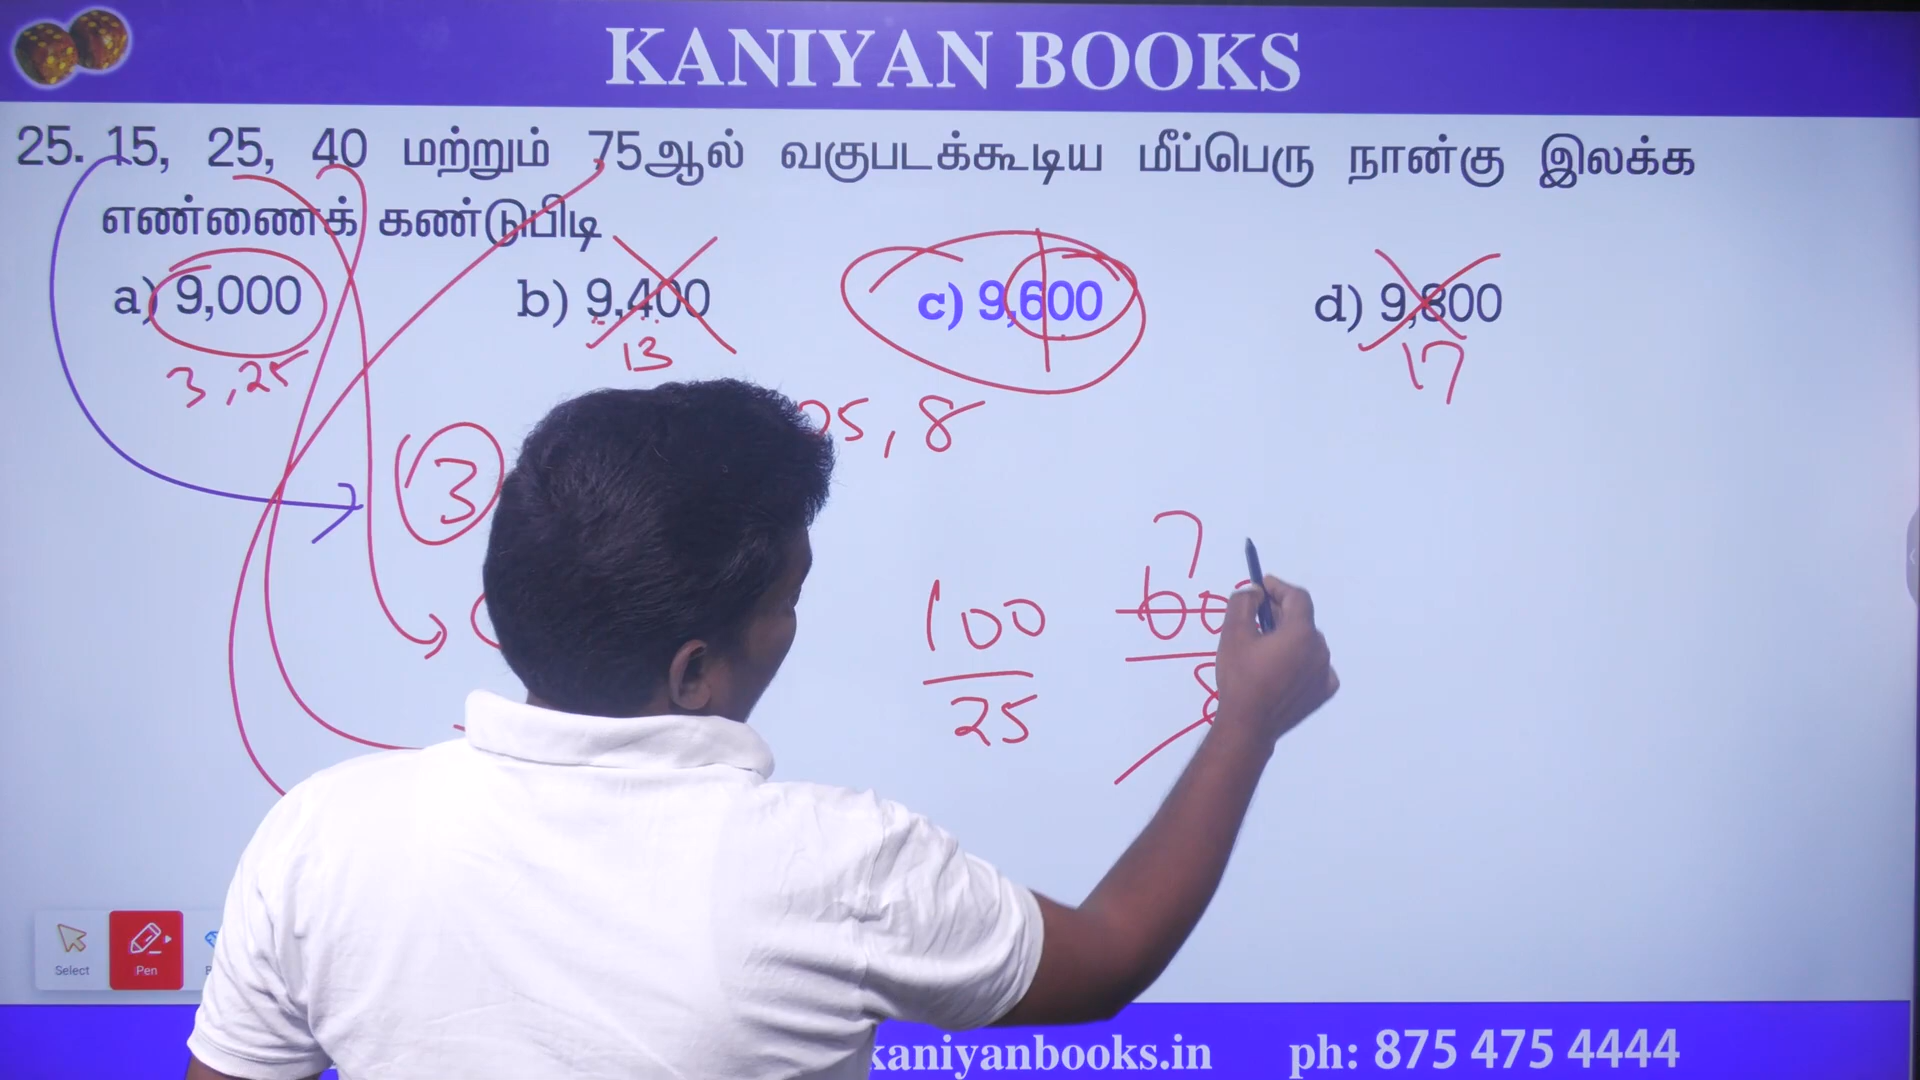 KANIYAN BOOKS
25. 15, 25, 40 மற்றும் 75ஆல் வகுபடக்கூடிய மீப்பெரு நான்கு இலக்க
எண்ணைக் கண்டுபிடி
a) 9,000 b) 9,400 c) 9,600 d) 9,800
3, 25 13 17
25, 8
3
7
100 600
25 8
Select Pen
kaniyanbooks.in ph: 875 475 4444